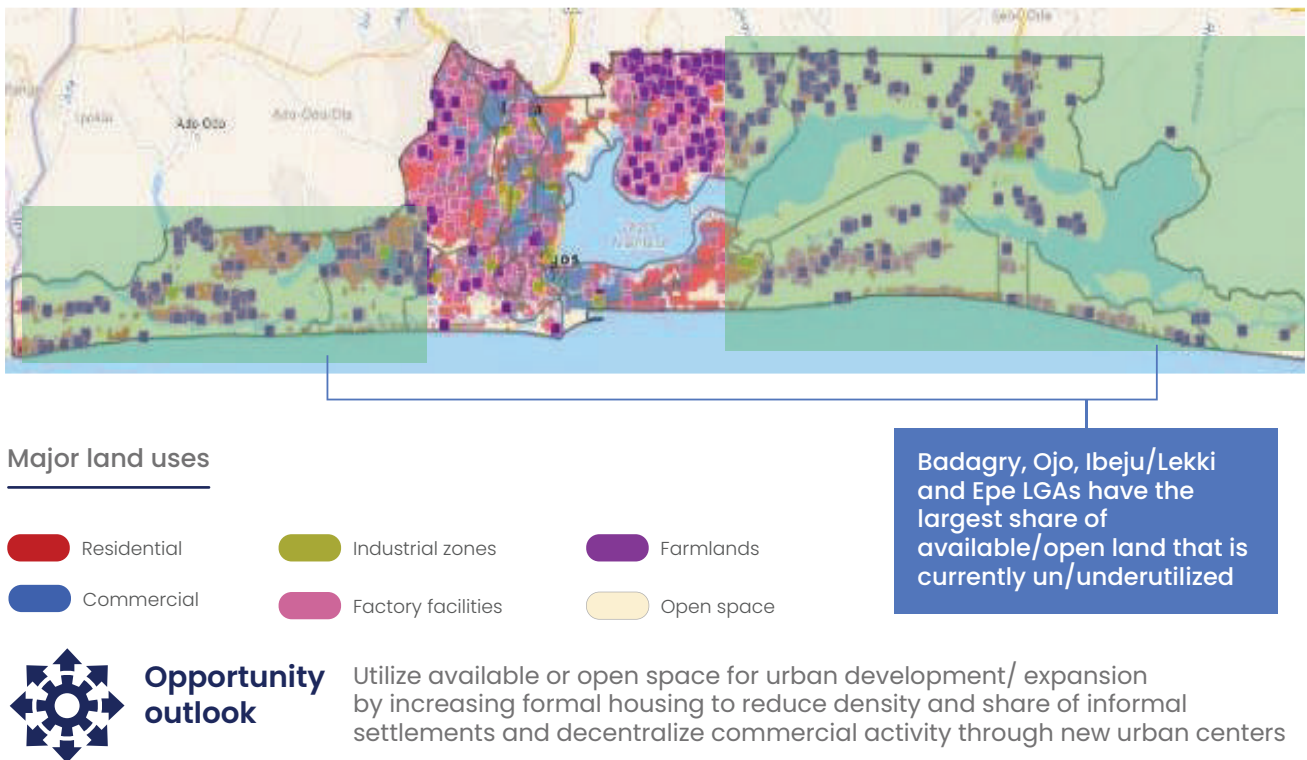 Ado Odo
Ado-Odo/Ota
Major land uses
Residential
Industrial zones
Farmlands
Commercial
Factory facilities
Open space
Badagry, Ojo, Ibeju/Lekki
and Epe LGAs have the
largest share of
available/open land that is
currently un/underutilized
Opportunity
outlook
Utilize available or open space for urban development/ expansion
by increasing formal housing to reduce density and share of informal
settlements and decentralize commercial activity through new urban centers